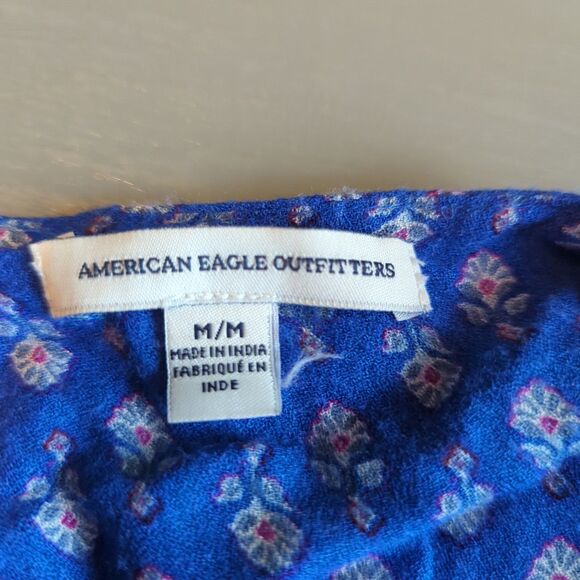 AMERICAN EAGLE OUTFITTERS
M/M
MADE IN INDIA
FABRIQUÉ EN
INDE